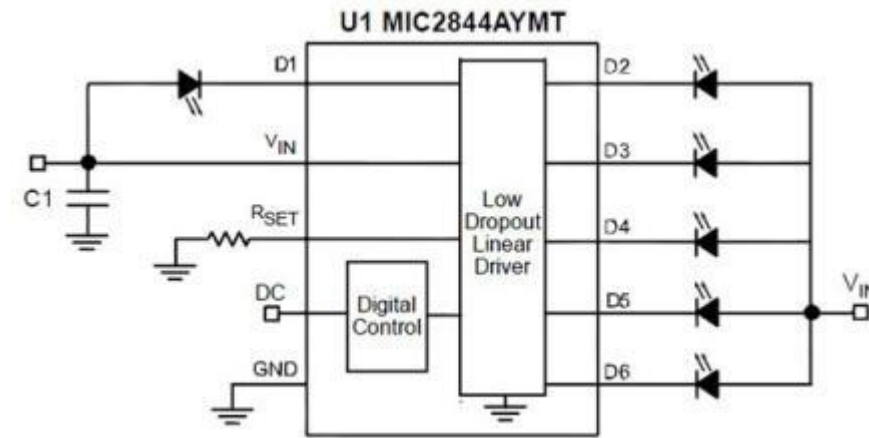 U1 MIC2844AYMT
D1
D2
VIN
D3
C1
RSET
Low
Dropout
Linear
Driver
D4
DC
Digital
Control
D5
VIN
GND
D6